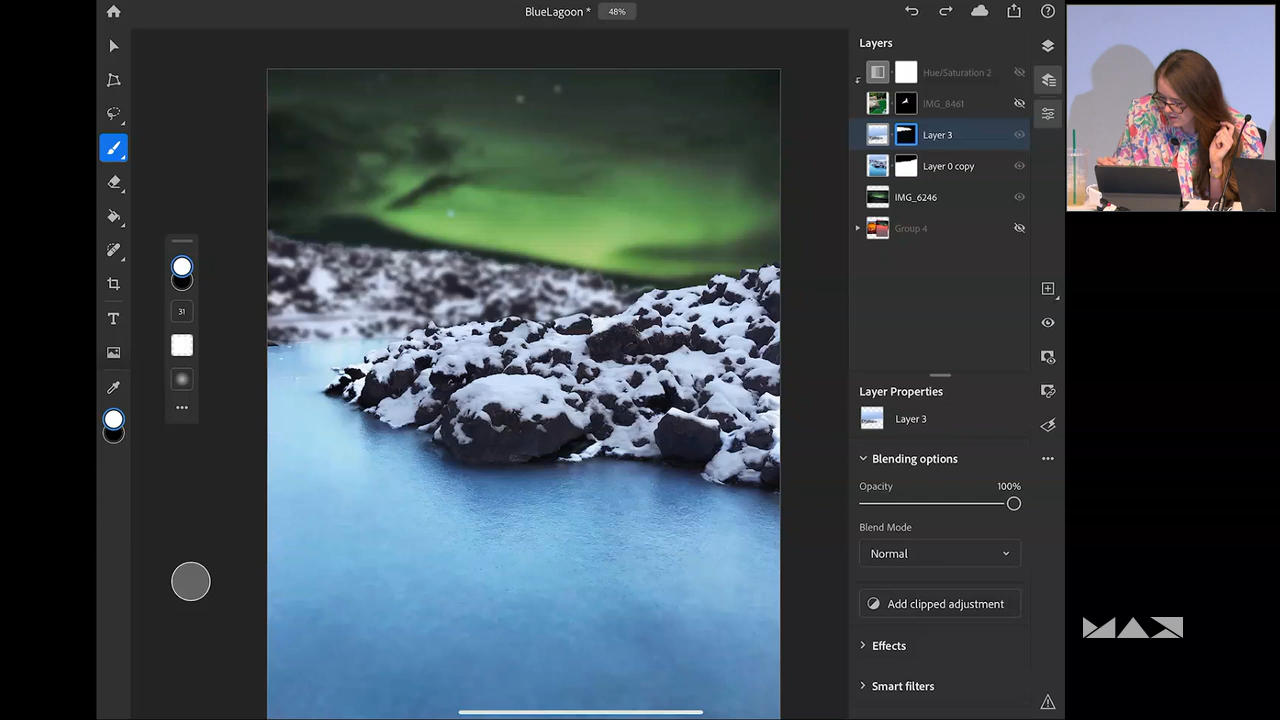 BlueLagoon * 48%
Layers
Hue/Saturation 2
IMG_8461
Layer 3
Layer 0 copy
IMG_6246
Group 4
31
Layer Properties
Layer 3
Blending options
Opacity 100%
Blend Mode
Normal
Add clipped adjustment
Effects
Smart filters
MAX